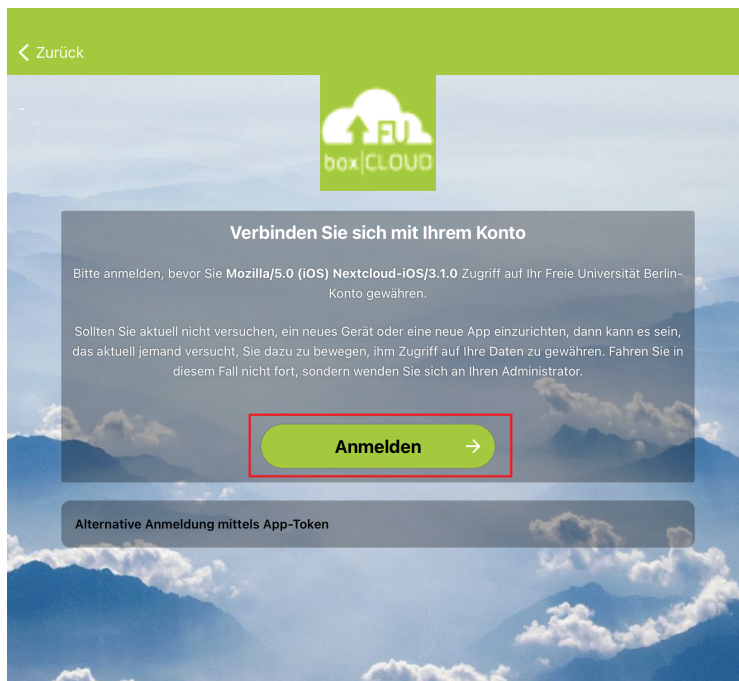 Zurück
FU
box|CLOUD
Verbinden Sie sich mit Ihrem Konto
Bitte anmelden, bevor Sie Mozilla/5.0 (iOS) Nextcloud-iOS/3.1.0 Zugriff auf Ihr Freie Universität Berlin-
Konto gewähren.
Sollten Sie aktuell nicht versuchen, ein neues Gerät oder eine neue App einzurichten, dann kann es sein,
das aktuell jemand versucht, Sie dazu zu bewegen, ihm Zugriff auf Ihre Daten zu gewähren. Fahren Sie in
diesem Fall nicht fort, sondern wenden Sie sich an Ihren Administrator.
Anmelden
Alternative Anmeldung mittels App-Token